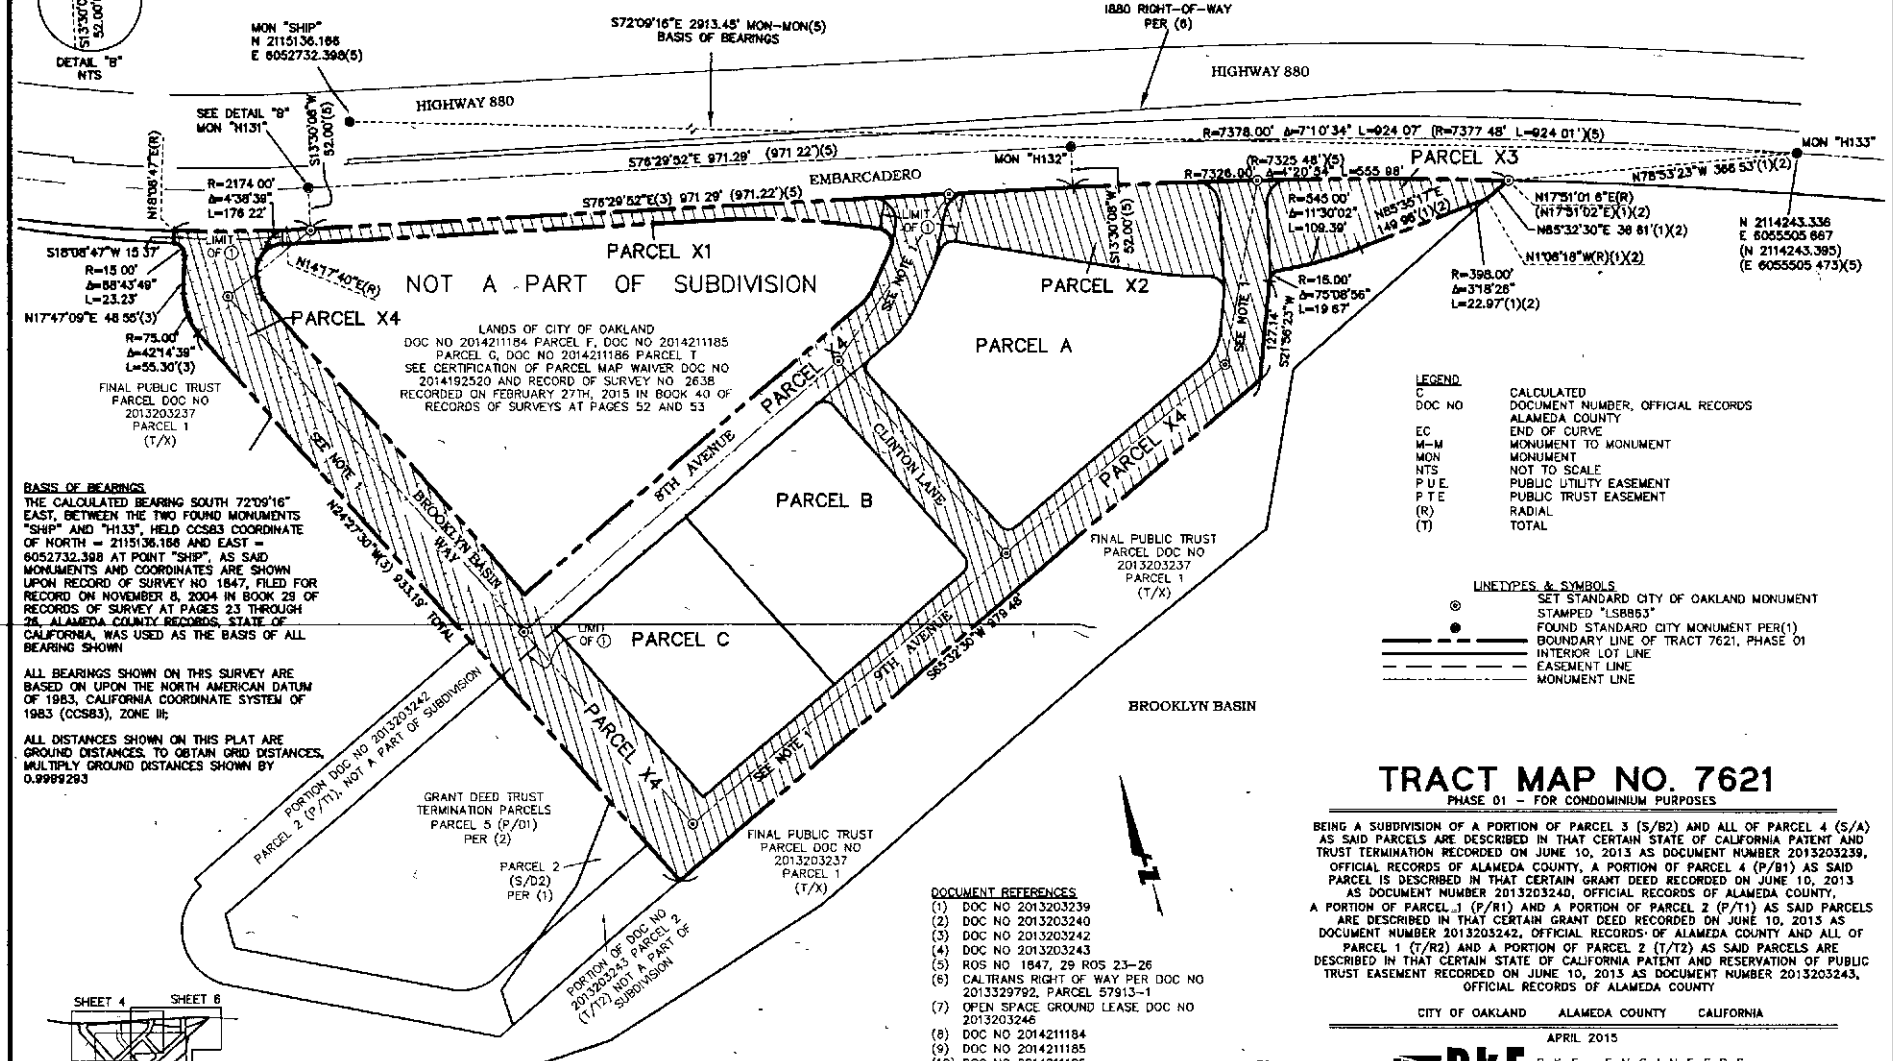 S13°30'0
52.00'(
DETAIL "B"
NTS
MON "SHIP"
N 2115136.166
E 6052732.398(5)
S72°09'16"E 2913.45' MON-MON(5)
BASIS OF BEARINGS
I880 RIGHT-OF-WAY
PER (6)
HIGHWAY 880
HIGHWAY 880
SEE DETAIL "B"
MON "H131"
S13°30'08"W
52.00'(5)
N18°08'47"E(R)
R=2174 00'
Δ=4°38'39"
L=176 22'
S76°29'52"E 971.29' (971 22')(5)
EMBARCADERO
S76°29'52"E(3) 971 29' (971.22')(5)
MON "H132"
S13°30'08"W
52.00'(5)
R=7378.00' Δ=7°10'34" L=924 07' (R=7377 48' L=924 01')(5)
(R=7325 48')(5)
R=7326.00' Δ=4°20'54" L=555 98'
PARCEL X3
MON "H133"
N78°53'23"W 366 53'(1)(2)
R=545 00'
Δ=11°30'02"
L=109.39'
N85°35'17"E
149 96'(1)(2)
N17°51'01 6"E(R)
(N17°51'02"E)(1)(2)
N65°32'30"E 36 81'(1)(2)
N1°08'18"W(R)(1)(2)
N 2114243.336
E 6055505 667
(N 2114243.395)
(E 6055505 473)(5)
R=398.00'
Δ=3°18'26"
L=22.97'(1)(2)
R=15.00'
Δ=75°08'56"
L=19 67'
127.14'
S21°56'23"W
LIMIT
OF ①
LIMIT
OF ①
S18°08'47"W 15 37'
R=15 00'
Δ=88°43'49"
L=23.23'
N17°47'09"E 48 55'(3)
R=75.00'
Δ=42°14'39"
L=55.30'(3)
N14°17'40"E(R)
PARCEL X1
NOT A PART OF SUBDIVISION
PARCEL X4
LANDS OF CITY OF OAKLAND
DOC NO 2014211184 PARCEL F, DOC NO 2014211185
PARCEL G, DOC NO 2014211186 PARCEL T
SEE CERTIFICATION OF PARCEL MAP WAIVER DOC NO
2014192520 AND RECORD OF SURVEY NO 2638
RECORDED ON FEBRUARY 27TH, 2015 IN BOOK 40 OF
RECORDS OF SURVEYS AT PAGES 52 AND 53
SEE NOTE 1
PARCEL X4
PARCEL X2
PARCEL A
SEE NOTE 1
PARCEL X4
FINAL PUBLIC TRUST
PARCEL DOC NO
2013203237
PARCEL 1
(T/X)
SEE NOTE 1
N24°27'30"W(3) 933.19' TOTAL
BROOKLYN BASIN
WAY
8TH AVENUE
CLINTON LANE
PARCEL B
PARCEL C
LIMIT
OF ①
PARCEL X4
9TH AVENUE
SEE NOTE 1
S65°32'30"W 979 48'
FINAL PUBLIC TRUST
PARCEL DOC NO
2013203237
PARCEL 1
(T/X)
BROOKLYN BASIN
BASIS OF BEARINGS
THE CALCULATED BEARING SOUTH 72°09'16"
EAST, BETWEEN THE TWO FOUND MONUMENTS
"SHIP" AND "H133", HELD CCS83 COORDINATE
OF NORTH = 2115136.166 AND EAST =
6052732.398 AT POINT "SHIP", AS SAID
MONUMENTS AND COORDINATES ARE SHOWN
UPON RECORD OF SURVEY NO 1847, FILED FOR
RECORD ON NOVEMBER 8, 2004 IN BOOK 29 OF
RECORDS OF SURVEY AT PAGES 23 THROUGH
26, ALAMEDA COUNTY RECORDS, STATE OF
CALIFORNIA, WAS USED AS THE BASIS OF ALL
BEARING SHOWN
ALL BEARINGS SHOWN ON THIS SURVEY ARE
BASED ON UPON THE NORTH AMERICAN DATUM
OF 1983, CALIFORNIA COORDINATE SYSTEM OF
1983 (CCS83), ZONE III;
ALL DISTANCES SHOWN ON THIS PLAT ARE
GROUND DISTANCES. TO OBTAIN GRID DISTANCES,
MULTIPLY GROUND DISTANCES SHOWN BY
0.9999293
PORTION DOC NO 2013203242
PARCEL 2 (P/T1), NOT A PART OF SUBDIVISION
GRANT DEED TRUST
TERMINATION PARCELS
PARCEL 5 (P/D1)
PER (2)
PARCEL 2
(S/D2)
PER (1)
PORTION OF DOC NO
2013203243 PARCEL 2
(T/T2) NOT A PART OF
SUBDIVISION
FINAL PUBLIC TRUST
PARCEL DOC NO
2013203237
PARCEL 1
(T/X)
LEGEND
C CALCULATED
DOC NO DOCUMENT NUMBER, OFFICIAL RECORDS
ALAMEDA COUNTY
EC END OF CURVE
M-M MONUMENT TO MONUMENT
MON MONUMENT
NTS NOT TO SCALE
P U E. PUBLIC UTILITY EASEMENT
P T E PUBLIC TRUST EASEMENT
(R) RADIAL
(T) TOTAL
LINETYPES & SYMBOLS
SET STANDARD CITY OF OAKLAND MONUMENT
STAMPED "LS8863"
FOUND STANDARD CITY MONUMENT PER(1)
BOUNDARY LINE OF TRACT 7621, PHASE 01
INTERIOR LOT LINE
EASEMENT LINE
MONUMENT LINE
DOCUMENT REFERENCES
(1) DOC NO 2013203239
(2) DOC NO 2013203240
(3) DOC NO 2013203242
(4) DOC NO 2013203243
(5) ROS NO 1847, 29 ROS 23-26
(6) CALTRANS RIGHT OF WAY PER DOC NO
2013329792, PARCEL 57913-1
(7) OPEN SPACE GROUND LEASE DOC NO
2013203246
(8) DOC NO 2014211184
(9) DOC NO 2014211185
TRACT MAP NO. 7621
PHASE 01 - FOR CONDOMINIUM PURPOSES
BEING A SUBDIVISION OF A PORTION OF PARCEL 3 (S/B2) AND ALL OF PARCEL 4 (S/A)
AS SAID PARCELS ARE DESCRIBED IN THAT CERTAIN STATE OF CALIFORNIA PATENT AND
TRUST TERMINATION RECORDED ON JUNE 10, 2013 AS DOCUMENT NUMBER 2013203239,
OFFICIAL RECORDS OF ALAMEDA COUNTY, A PORTION OF PARCEL 4 (P/B1) AS SAID
PARCEL IS DESCRIBED IN THAT CERTAIN GRANT DEED RECORDED ON JUNE 10, 2013
AS DOCUMENT NUMBER 2013203240, OFFICIAL RECORDS OF ALAMEDA COUNTY,
A PORTION OF PARCEL 1 (P/R1) AND A PORTION OF PARCEL 2 (P/T1) AS SAID PARCELS
ARE DESCRIBED IN THAT CERTAIN GRANT DEED RECORDED ON JUNE 10, 2013 AS
DOCUMENT NUMBER 2013203242, OFFICIAL RECORDS OF ALAMEDA COUNTY AND ALL OF
PARCEL 1 (T/R2) AND A PORTION OF PARCEL 2 (T/T2) AS SAID PARCELS ARE
DESCRIBED IN THAT CERTAIN STATE OF CALIFORNIA PATENT AND RESERVATION OF PUBLIC
TRUST EASEMENT RECORDED ON JUNE 10, 2013 AS DOCUMENT NUMBER 2013203243,
OFFICIAL RECORDS OF ALAMEDA COUNTY
CITY OF OAKLAND ALAMEDA COUNTY CALIFORNIA
APRIL 2015
SHEET 4 SHEET 6